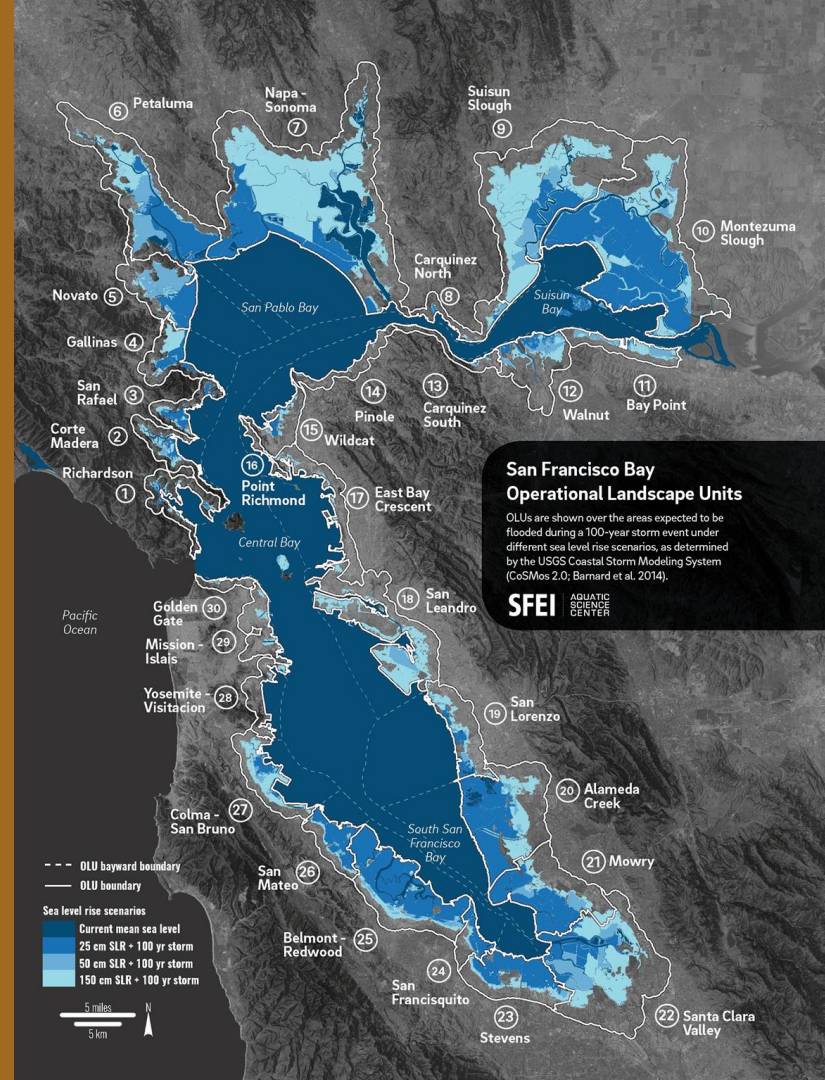 6
Petaluma
Napa -
Sonoma
7
Suisun
Slough
9
10
Montezuma
Slough
Carquinez
North
8
Novato
5
San Pablo Bay
Suisun
Bay
Gallinas
4
San
Rafael
3
Corte
Madera
2
Richardson
1
14
Pinole
13
Carquinez
South
12
Walnut
11
Bay Point
15
Wildcat
16
Point
Richmond
17
East Bay
Crescent
Central Bay
San Francisco Bay
Operational Landscape Units
OLUs are shown over the areas expected to be
flooded during a 100-year storm event under
different sea level rise scenarios, as determined
by the USGS Coastal Storm Modeling System
(CoSMos 2.0; Barnard et al. 2014).
SFEI
AQUATIC
SCIENCE
CENTER
Pacific
Ocean
Golden
Gate
30
Mission -
Islais
29
Yosemite -
Visitacion
28
18
San
Leandro
19
San
Lorenzo
20
Alameda
Creek
21
Mowry
27
Colma -
San Bruno
South San
Francisco
Bay
San
Mateo
26
Belmont -
Redwood
25
24
San
Francisquito
23
Stevens
22
Santa Clara
Valley
OLU bayward boundary
OLU boundary
Sea level rise scenarios
Current mean sea level
25 cm SLR + 100 yr storm
50 cm SLR + 100 yr storm
150 cm SLR + 100 yr storm
5 miles
5 km
N